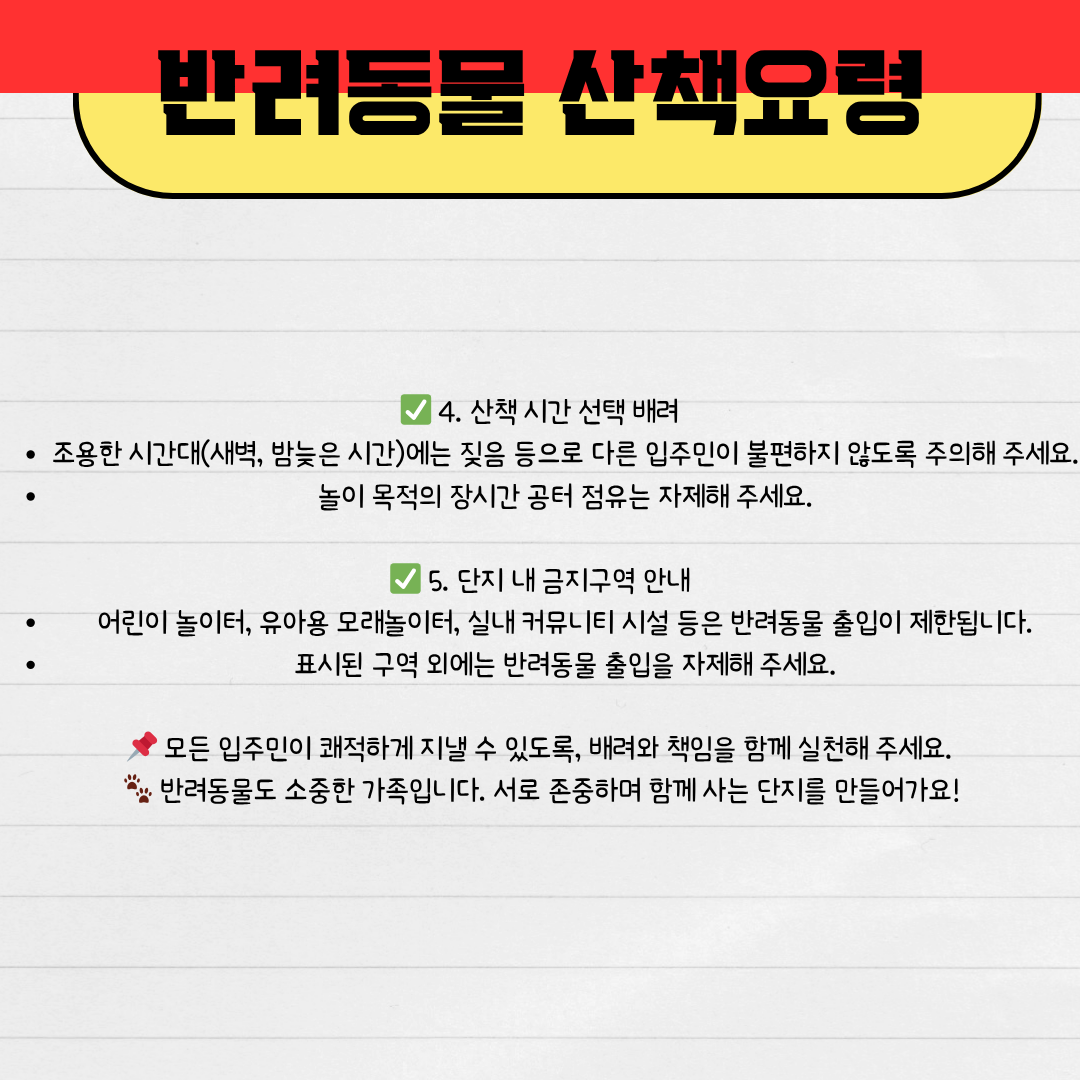 반려동물 산책요령
✅ 4. 산책 시간 선택 배려
• 조용한 시간대(새벽, 밤늦은 시간)에는 짖음 등으로 다른 입주민이 불편하지 않도록 주의해 주세요.
• 놀이 목적의 장시간 공터 점유는 자제해 주세요.
✅ 5. 단지 내 금지구역 안내
• 어린이 놀이터, 유아용 모래놀이터, 실내 커뮤니티 시설 등은 반려동물 출입이 제한됩니다.
• 표시된 구역 외에는 반려동물 출입을 자제해 주세요.
📌 모든 입주민이 쾌적하게 지낼 수 있도록, 배려와 책임을 함께 실천해 주세요.
🐾 반려동물도 소중한 가족입니다. 서로 존중하며 함께 사는 단지를 만들어가요!